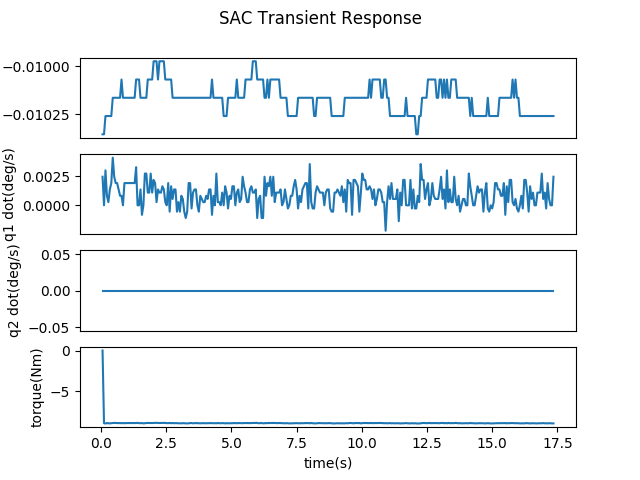 SAC Transient Response
−0.01000
−0.01025
q1 dot(deg/s)
0.0025
0.0000
q2 dot(deg/s)
0.05
0.00
−0.05
torque(Nm)
0
−5
0.0 2.5 5.0 7.5 10.0 12.5 15.0 17.5
time(s)